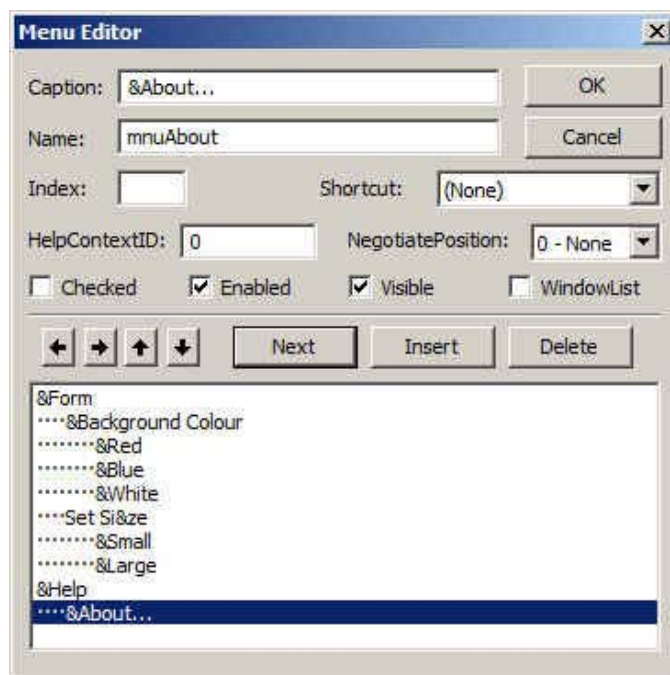 Menu Editor
Caption: &About...
OK
Name: mnuAbout
Cancel
Index:
Shortcut: (None)
HelpContextID: 0
NegotiatePosition: 0 - None
Checked
Enabled
Visible
WindowList
Next
Insert
Delete
&Form
····&Background Colour
········&Red
········&Blue
········&White
····Set Si&ze
········&Small
········&Large
&Help
····&About...